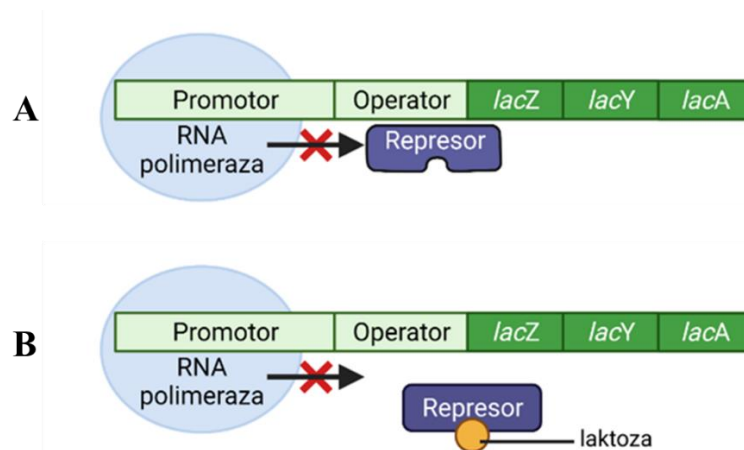 A
Promotor Operator lacZ lacY lacA
RNA
polimeraza
Represor
B
Promotor Operator lacZ lacY lacA
RNA
polimeraza
Represor
laktoza